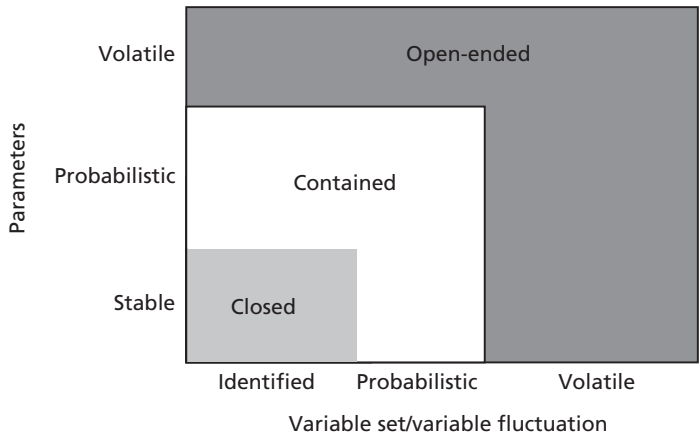 Volatile
Open-ended
Parameters
Probabilistic
Contained
Stable
Closed
Identified
Probabilistic
Volatile
Variable set/variable fluctuation